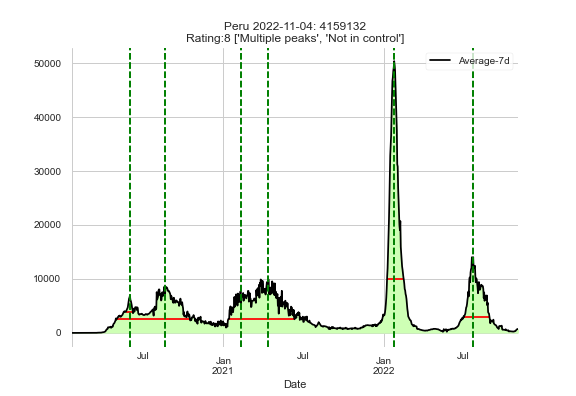 Peru 2022-11-04: 4159132
Rating:8 ['Multiple peaks', 'Not in control']
Average-7d
50000
40000
30000
20000
10000
0
Jul
Jan
2021
Jul
Jan
2022
Jul
Date